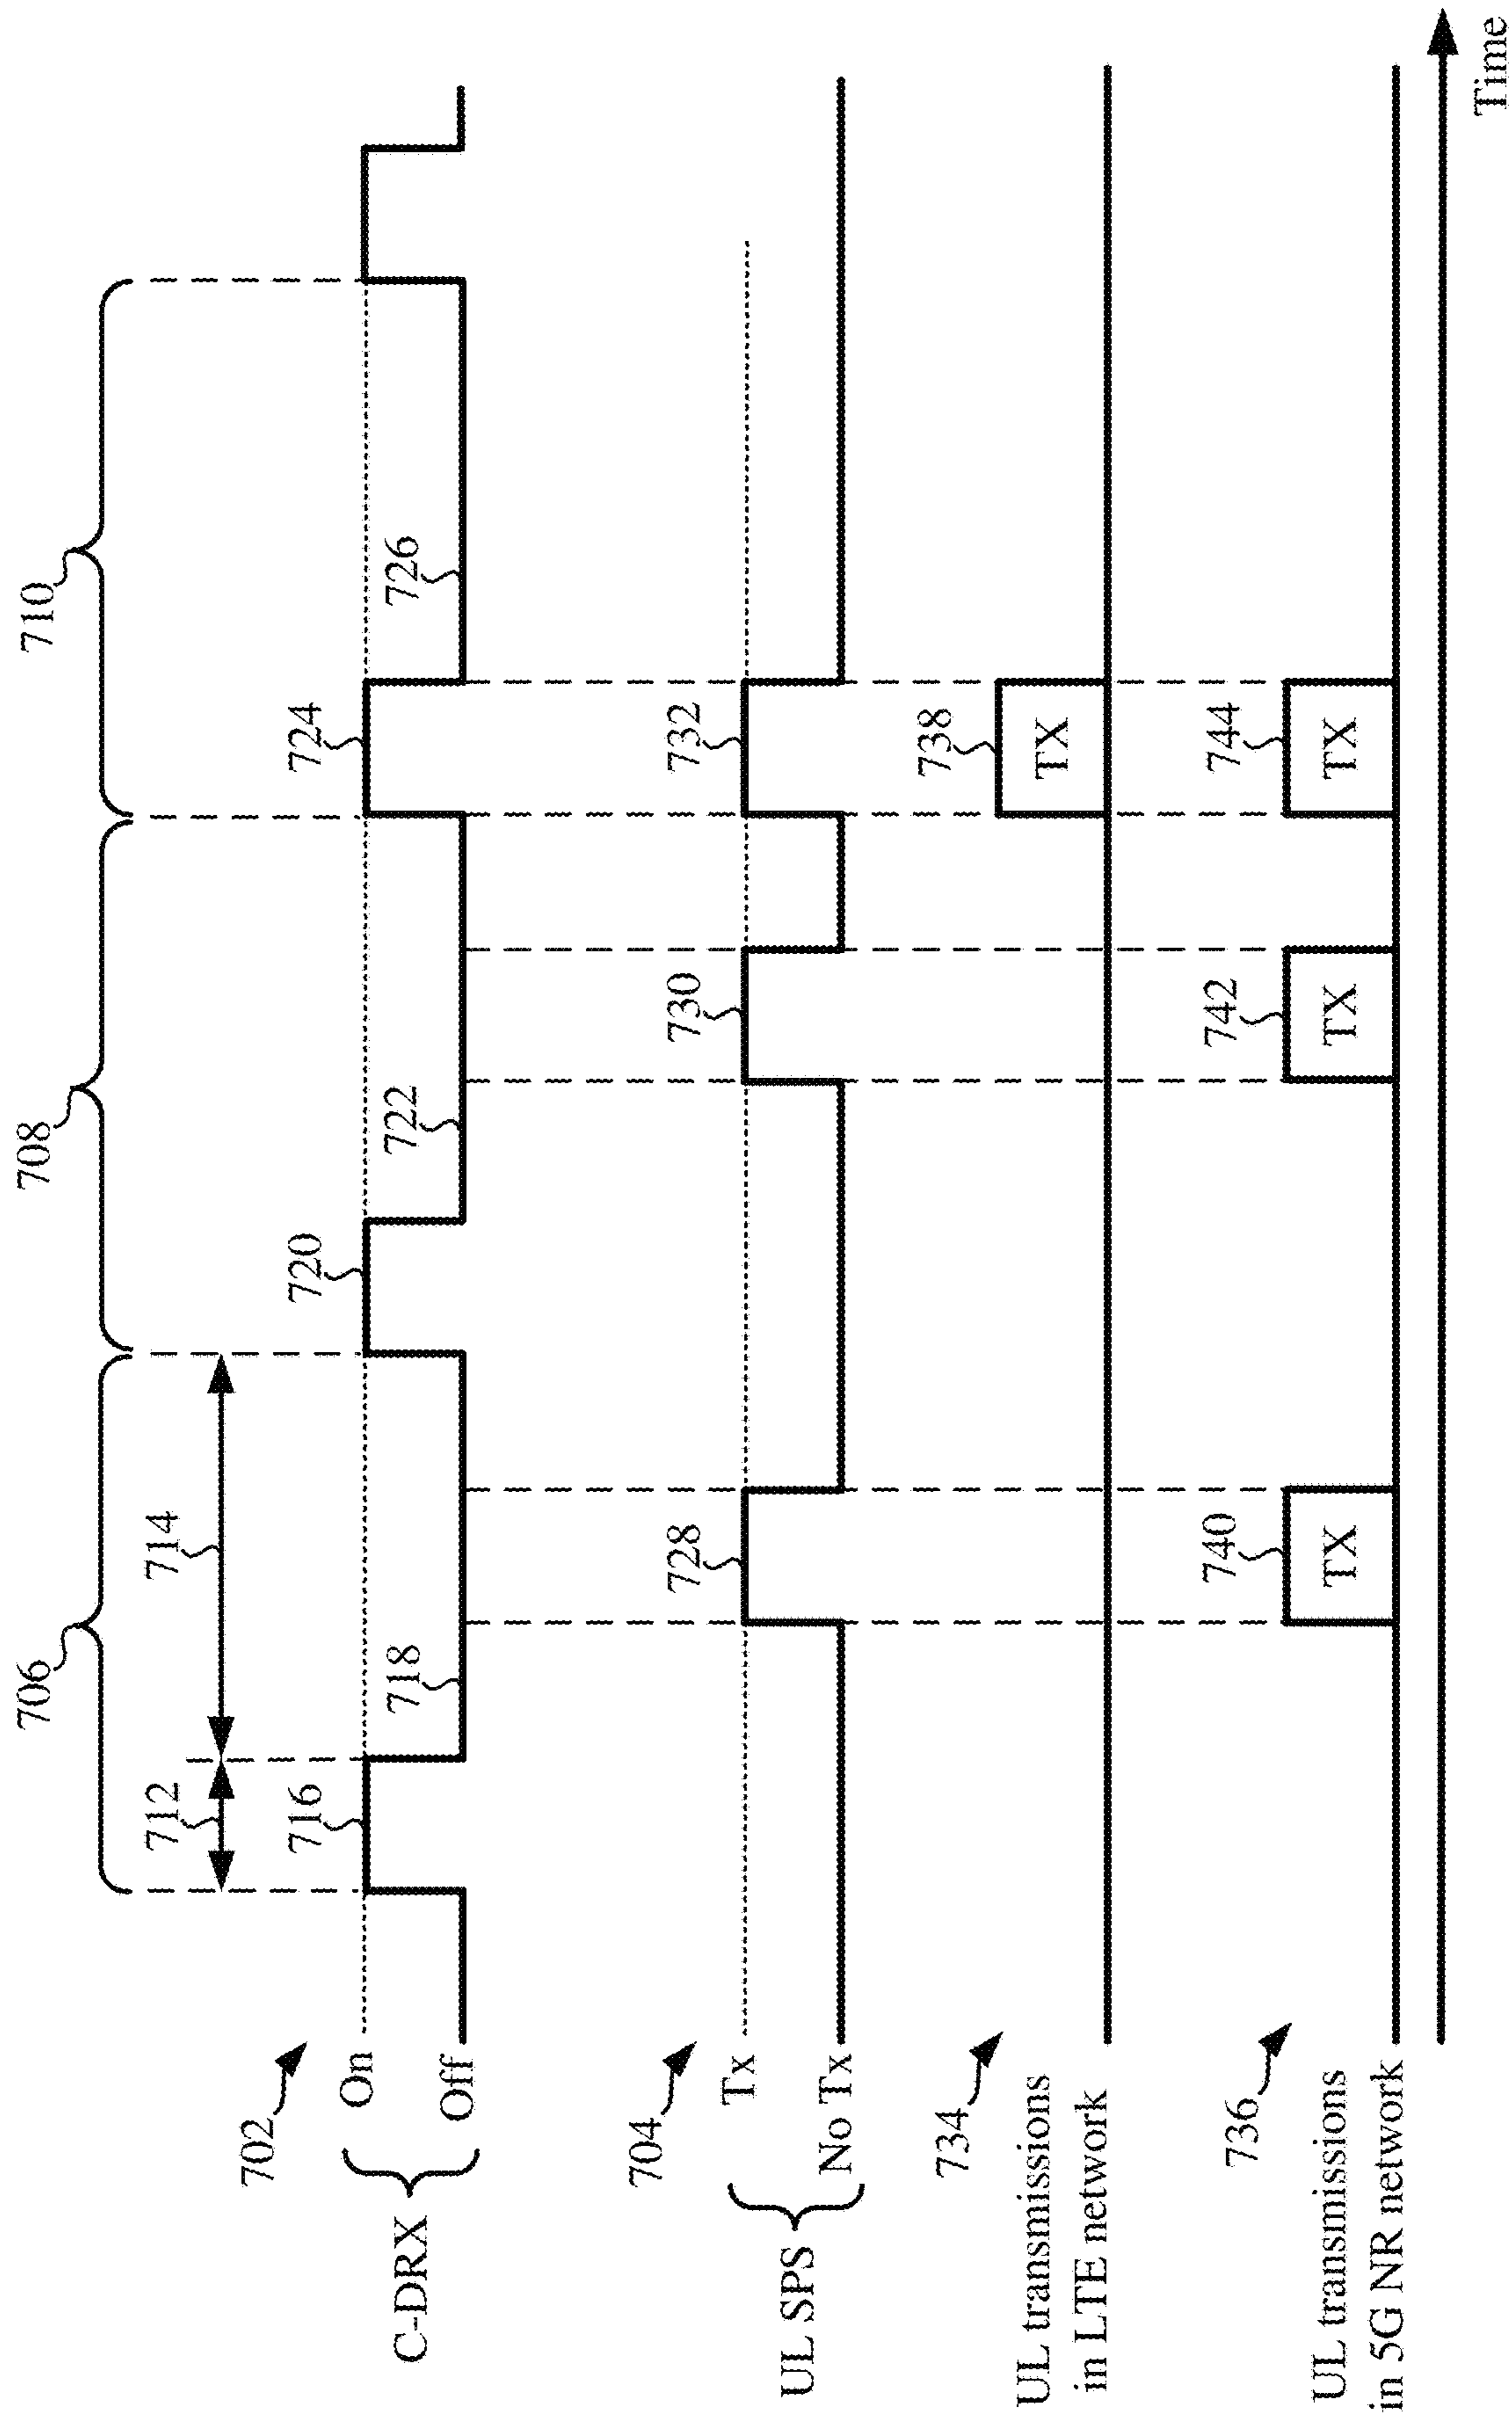 706
708
710
712
714
702
On
Off
C-DRX
716
718
720
722
724
726
704
Tx
No Tx
UL SPS
728
730
732
734
UL transmissions
in LTE network
738
TX
736
UL transmissions
in 5G NR network
740
TX
742
TX
744
TX
Time